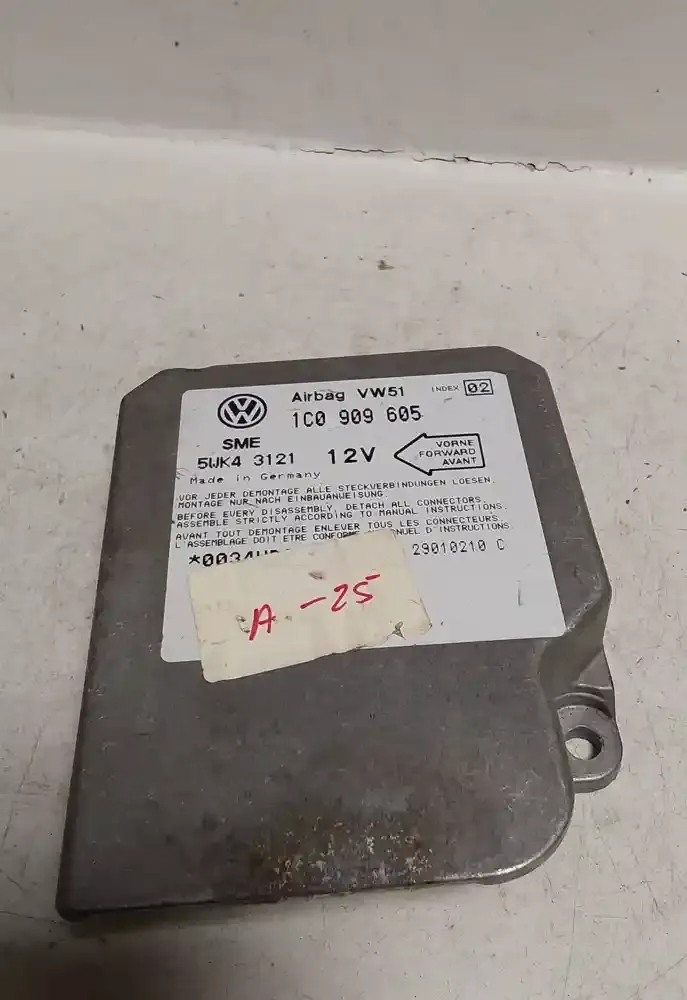 Airbag VW51 INDEX 02
1C0 909 605
SME
5WK4 3121 12V
VORNE
FORWARD
AVANT
Made in Germany
VOR JEDER DEMONTAGE ALLE STECKVERBINDUNGEN LOESEN.
MONTAGE NUR NACH EINBAUANWEISUNG.
BEFORE EVERY DISASSEMBLY, DETACH ALL CONNECTORS.
ASSEMBLE STRICTLY ACCORDING TO MANUAL INSTRUCTIONS.
AVANT TOUT DEMONTAGE ENLEVER TOUS LES CONNECTEURS.
L'ASSEMBLAGE DOIT ETRE D'INSTRUCTIONS.
29010210 C
A-25